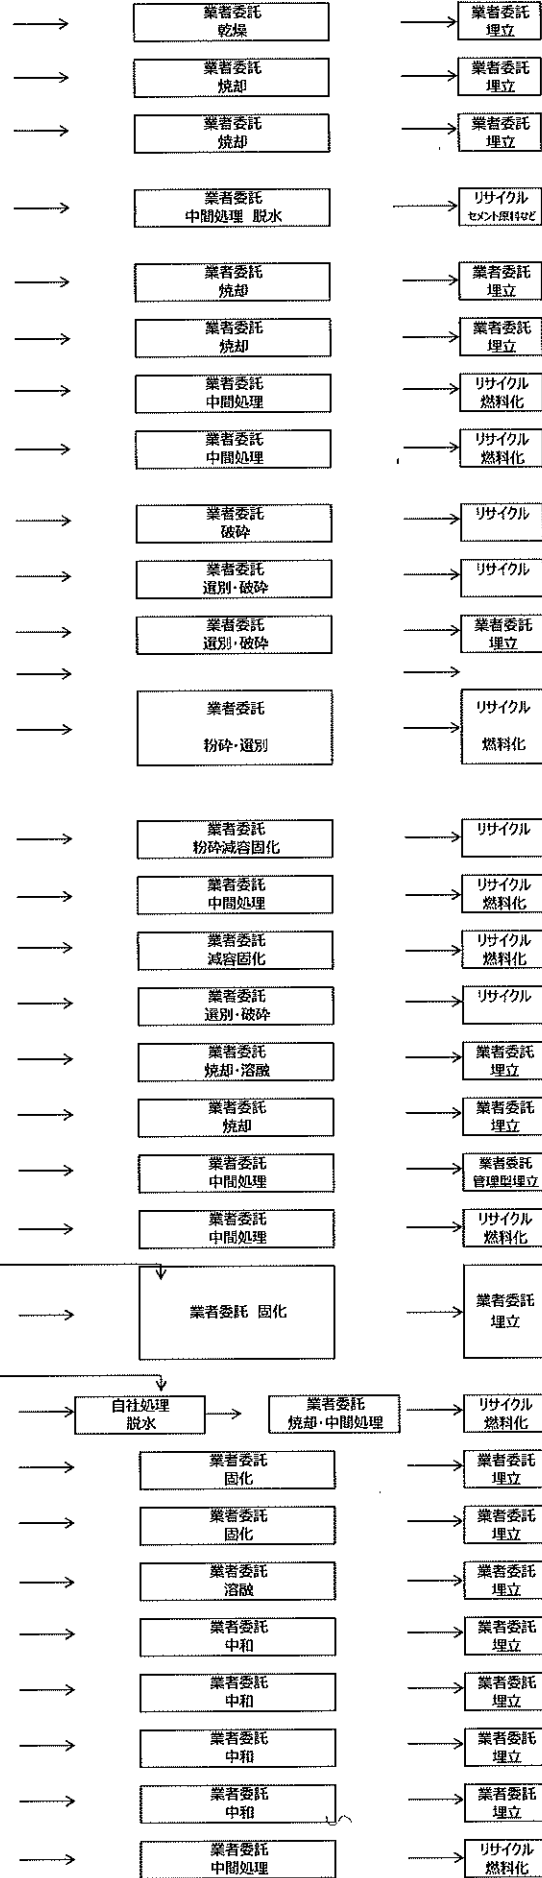 業者委託
乾燥
業者委託
埋立
業者委託
焼却
業者委託
埋立
業者委託
焼却
業者委託
埋立
業者委託
中間処理 脱水
リサイクル
セメント原料など
業者委託
焼却
業者委託
埋立
業者委託
焼却
業者委託
埋立
業者委託
中間処理
リサイクル
燃料化
業者委託
中間処理
リサイクル
燃料化
業者委託
破砕
リサイクル
業者委託
選別・破砕
リサイクル
業者委託
選別・破砕
業者委託
埋立
業者委託
粉砕・選別
リサイクル
燃料化
業者委託
粉砕減容固化
リサイクル
業者委託
中間処理
リサイクル
燃料化
業者委託
減容固化
リサイクル
燃料化
業者委託
選別・破砕
リサイクル
業者委託
焼却・溶融
業者委託
埋立
業者委託
焼却
業者委託
埋立
業者委託
中間処理
業者委託
管理型埋立
業者委託
中間処理
リサイクル
燃料化
業者委託 固化
業者委託
埋立
自社処理
脱水
業者委託
焼却・中間処理
リサイクル
燃料化
業者委託
固化
業者委託
埋立
業者委託
固化
業者委託
埋立
業者委託
溶融
業者委託
埋立
業者委託
中和
業者委託
埋立
業者委託
中和
業者委託
埋立
業者委託
中和
業者委託
埋立
業者委託
中和
業者委託
埋立
業者委託
中間処理
リサイクル
燃料化